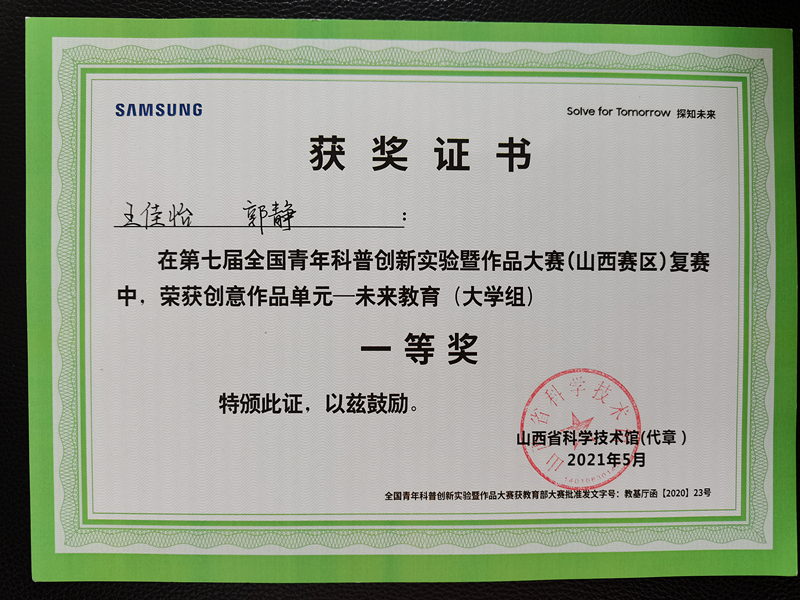 SAMSUNG
Solve for Tomorrow 探知未来
获奖证书
王佳怡 郭静 :
在第七届全国青年科普创新实验暨作品大赛(山西赛区)复赛
中，荣获创意作品单元—未来教育（大学组）
一等奖
特颁此证，以兹鼓励。
山西省科学技术馆(代章)
2021年5月
全国青年科普创新实验暨作品大赛获教育部大赛批准发文字号：教基厅函【2020】23号